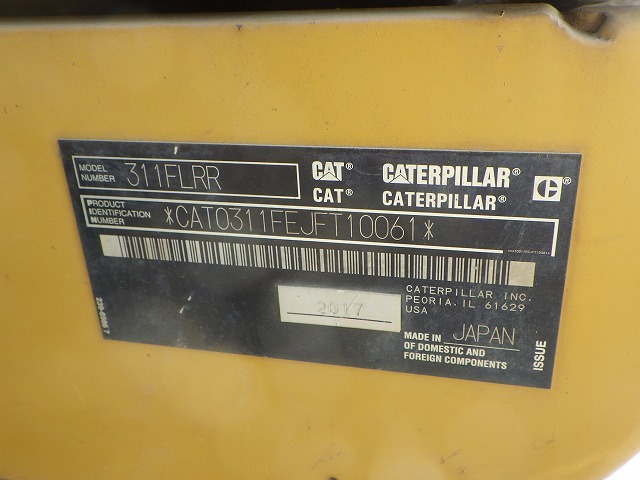 MODEL NUMBER 311FLRR
CAT® CATERPILLAR®
CAT® CATERPILLAR®
PRODUCT IDENTIFICATION NUMBER *CAT0311FEJFT10061*
2017
CATERPILLAR INC.
PEORIA, IL 61629
USA
MADE IN JAPAN
OF DOMESTIC AND
FOREIGN COMPONENTS
ISSUE